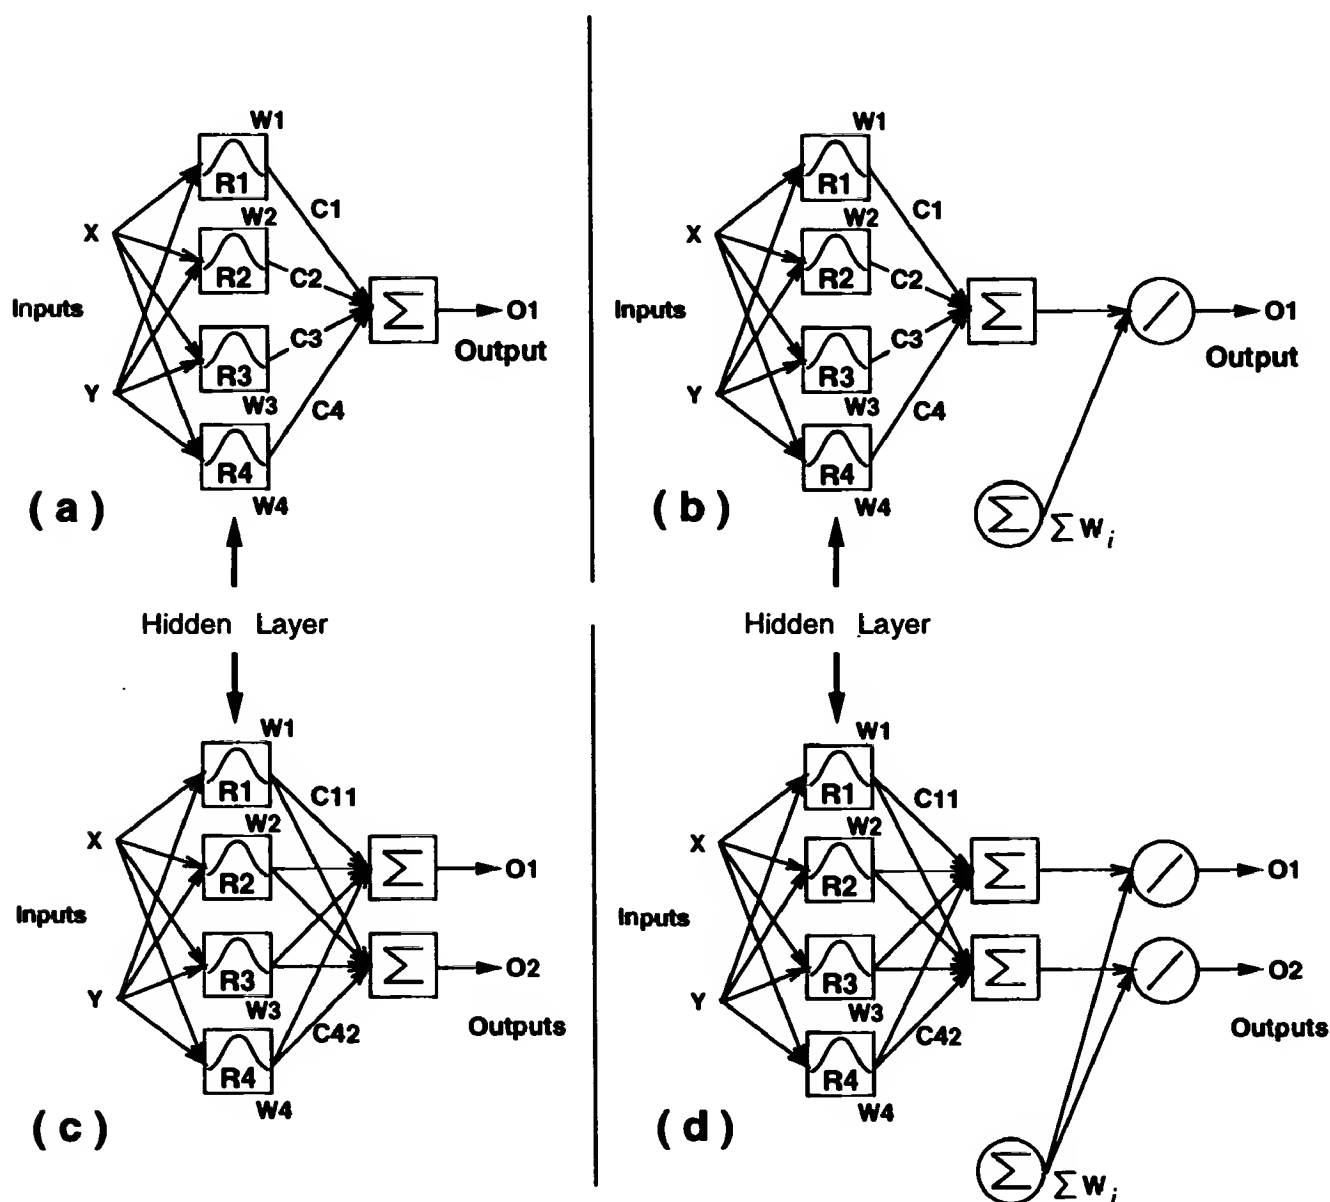 W1
R1
C1
W2
X
R2
C2
Σ
O1
Inputs
Output
R3
C3
Y
W3
C4
R4
W4
( a )
W1
R1
C1
W2
X
R2
C2
Σ
/
O1
Inputs
Output
R3
C3
Y
W3
C4
R4
W4
( b )
Σ
Σ W i
Hidden Layer
Hidden Layer
W1
R1
C11
W2
X
R2
Σ
O1
Inputs
R3
Σ
O2
Y
W3
Outputs
C42
R4
W4
( c )
W1
R1
C11
W2
X
R2
Σ
/
O1
Inputs
R3
Σ
/
O2
Y
W3
Outputs
C42
R4
W4
( d )
Σ
Σ W i